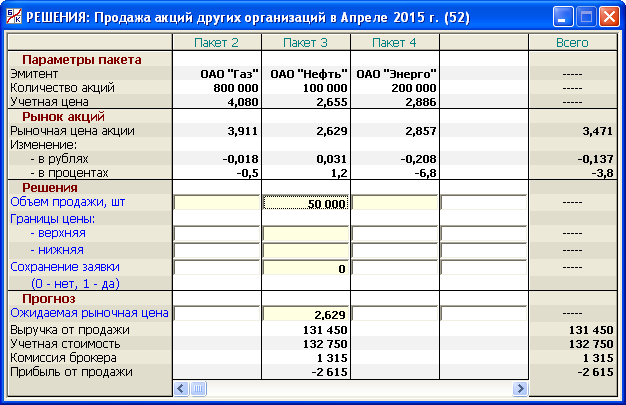 РЕШЕНИЯ: Продажа акций других организаций в Апреле 2015 г. (52)
Пакет 2 Пакет 3 Пакет 4 Всего
Параметры пакета
Эмитент ОАО "Газ" ОАО "Нефть" ОАО "Энерго" -----
Количество акций 800 000 100 000 200 000 -----
Учетная цена 4,080 2,655 2,886 -----
Рынок акций
Рыночная цена акции 3,911 2,629 2,857 3,471
Изменение:
- в рублях -0,018 0,031 -0,208 -0,137
- в процентах -0,5 1,2 -6,8 -3,8
Решения
Объем продажи, шт 50 000 -----
Границы цены:
- верхняя -----
- нижняя -----
Сохранение заявки 0 -----
(0 - нет, 1 - да)
Прогноз
Ожидаемая рыночная цена 2,629 -----
Выручка от продажи 131 450 131 450
Учетная стоимость 132 750 132 750
Комиссия брокера 1 315 1 315
Прибыль от продажи -2 615 -2 615